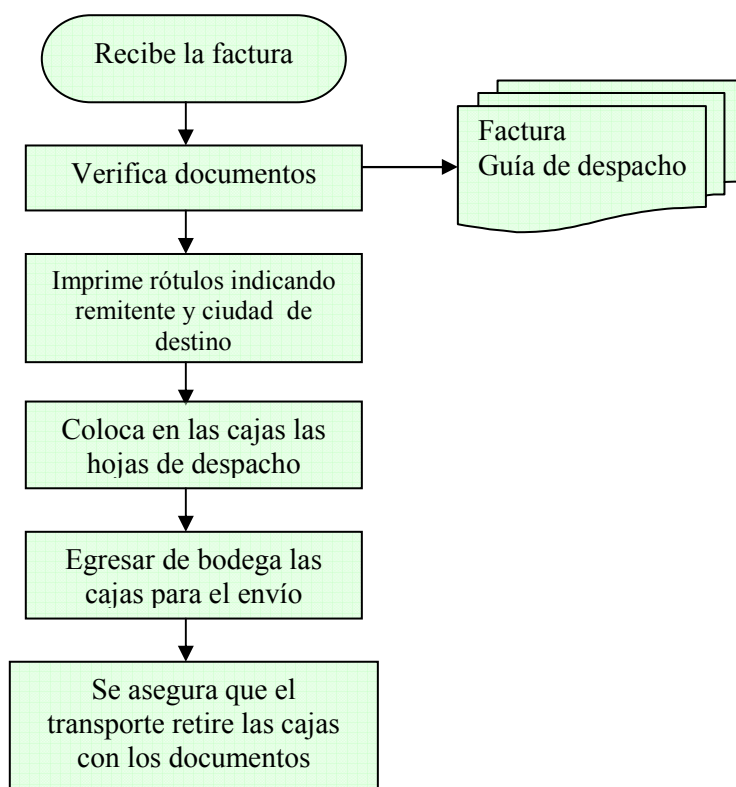 Recibe la factura
Factura
Guía de despacho
Verifica documentos
Imprime rótulos indicando
remitente y ciudad de
destino
Coloca en las cajas las
hojas de despacho
Egresar de bodega las
cajas para el envío
Se asegura que el
transporte retire las cajas
con los documentos